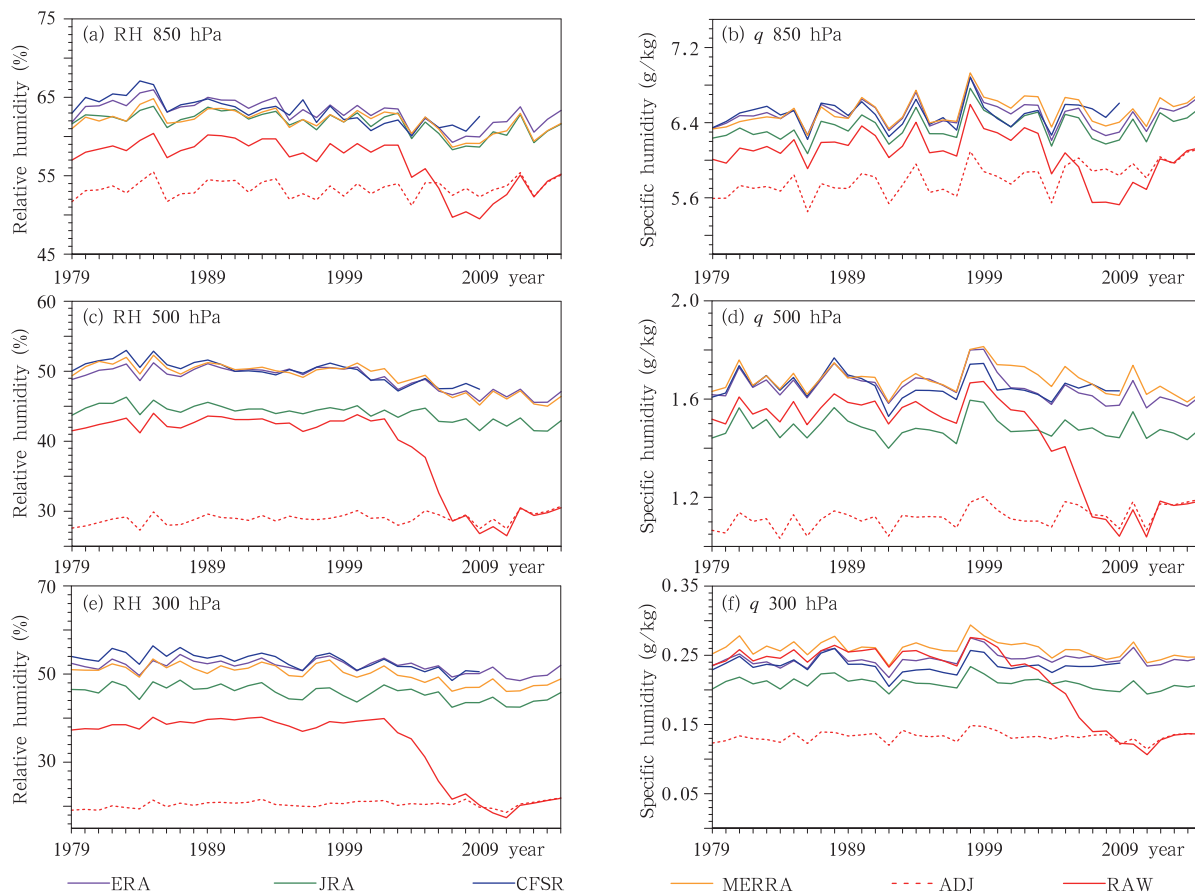 (a) RH 850 hPa
Relative humidity (%)
75
65
55
45
1979
1989
1999
2009
year
(b) q 850 hPa
Specific humidity (g/kg)
7.2
6.4
5.6
1979
1989
1999
2009
year
(c) RH 500 hPa
Relative humidity (%)
60
50
30
1979
1989
1999
2009
year
(d) q 500 hPa
Specific humidity (g/kg)
2.0
1.6
1.2
1979
1989
1999
2009
year
(e) RH 300 hPa
Relative humidity (%)
70
50
30
1979
1989
1999
2009
year
(f) q 300 hPa
Specific humidity (g/kg)
0.35
0.25
0.15
0.05
1979
1989
1999
2009
year
ERA
JRA
CFSR
MERRA
ADJ
RAW